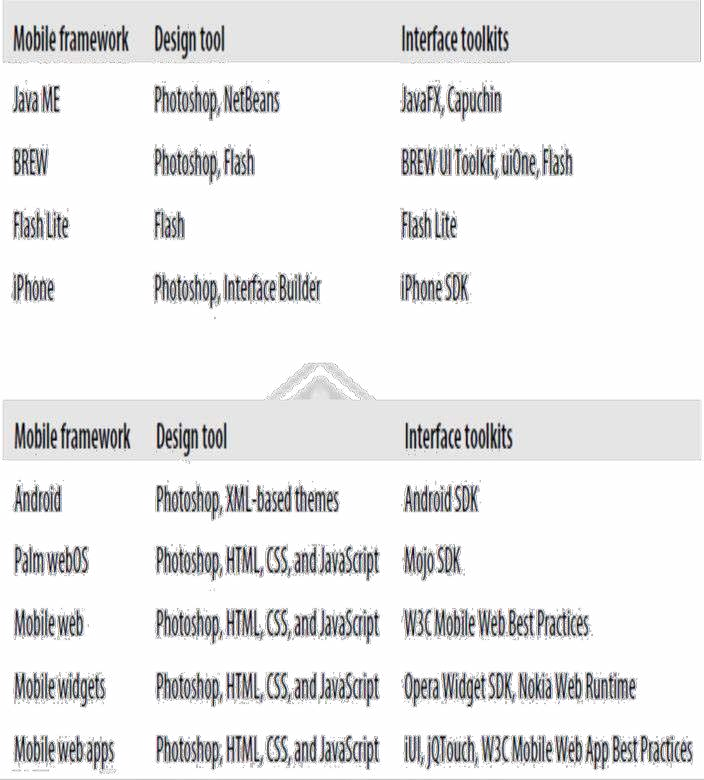 Mobile framework Design tool Interface toolkits
Java ME Photoshop, NetBeans JavaFX, Capuchin
BREW Photoshop, Flash BREW UI Toolkit, uiOne, Flash
Flash Lite Flash Flash Lite
iPhone Photoshop, Interface Builder iPhone SDK
Mobile framework Design tool Interface toolkits
Android Photoshop, XML-based themes Android SDK
Palm webOS Photoshop, HTML, CSS, and JavaScript Mojo SDK
Mobile web Photoshop, HTML, CSS, and JavaScript W3C Mobile Web Best Practices
Mobile widgets Photoshop, HTML, CSS, and JavaScript Opera Widget SDK, Nokia Web Runtime
Mobile web apps Photoshop, HTML, CSS, and JavaScript iUI, jQTouch, W3C Mobile Web App Best Practices